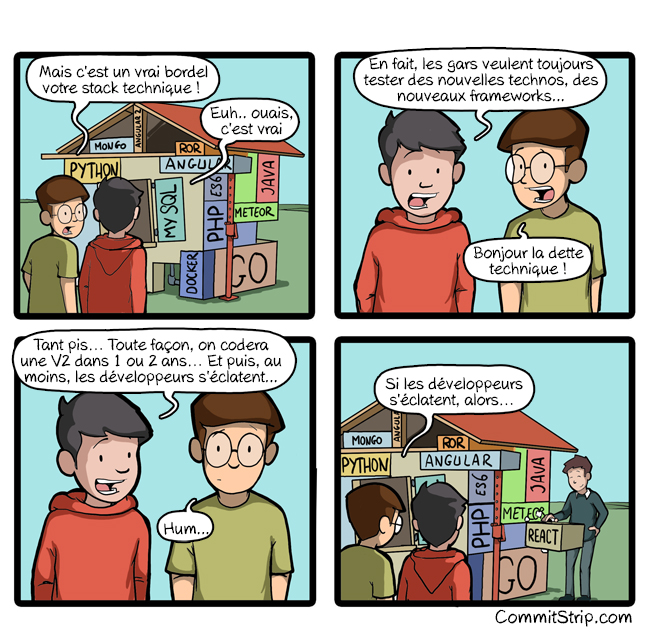 Mais c'est un vrai bordel
votre stack technique !
Euh.. ouais,
c'est vrai
ANGULAR 2
MONGO
ROR
PYTHON
ANGUL
ES6
JAVA
MYSQL
PHP
METEOR
DOCKER
GO
En fait, les gars veulent toujours
tester des nouvelles technos, des
nouveaux frameworks...
Bonjour la dette
technique !
Tant pis... Toute façon, on codera
une V2 dans 1 ou 2 ans... Et puis, au
moins, les développeurs s'éclatent...
Hum...
Si les développeurs
s'éclatent, alors...
ANGUL
MONGO
ROR
PYTHON
ANGULAR
ES6
JAVA
PHP
METEOR
REACT
GO
CommitStrip.com